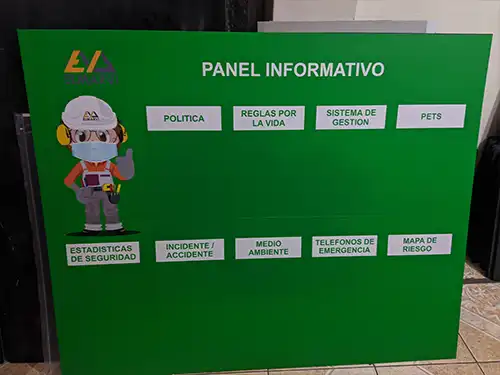 PANEL INFORMATIVO
POLITICA
REGLAS POR
LA VIDA
SISTEMA DE
GESTION
PETS
ESTADISTICAS
DE SEGURIDAD
INCIDENTE /
ACCIDENTE
MEDIO
AMBIENTE
TELEFONOS DE
EMERGENCIA
MAPA DE
RIESGO